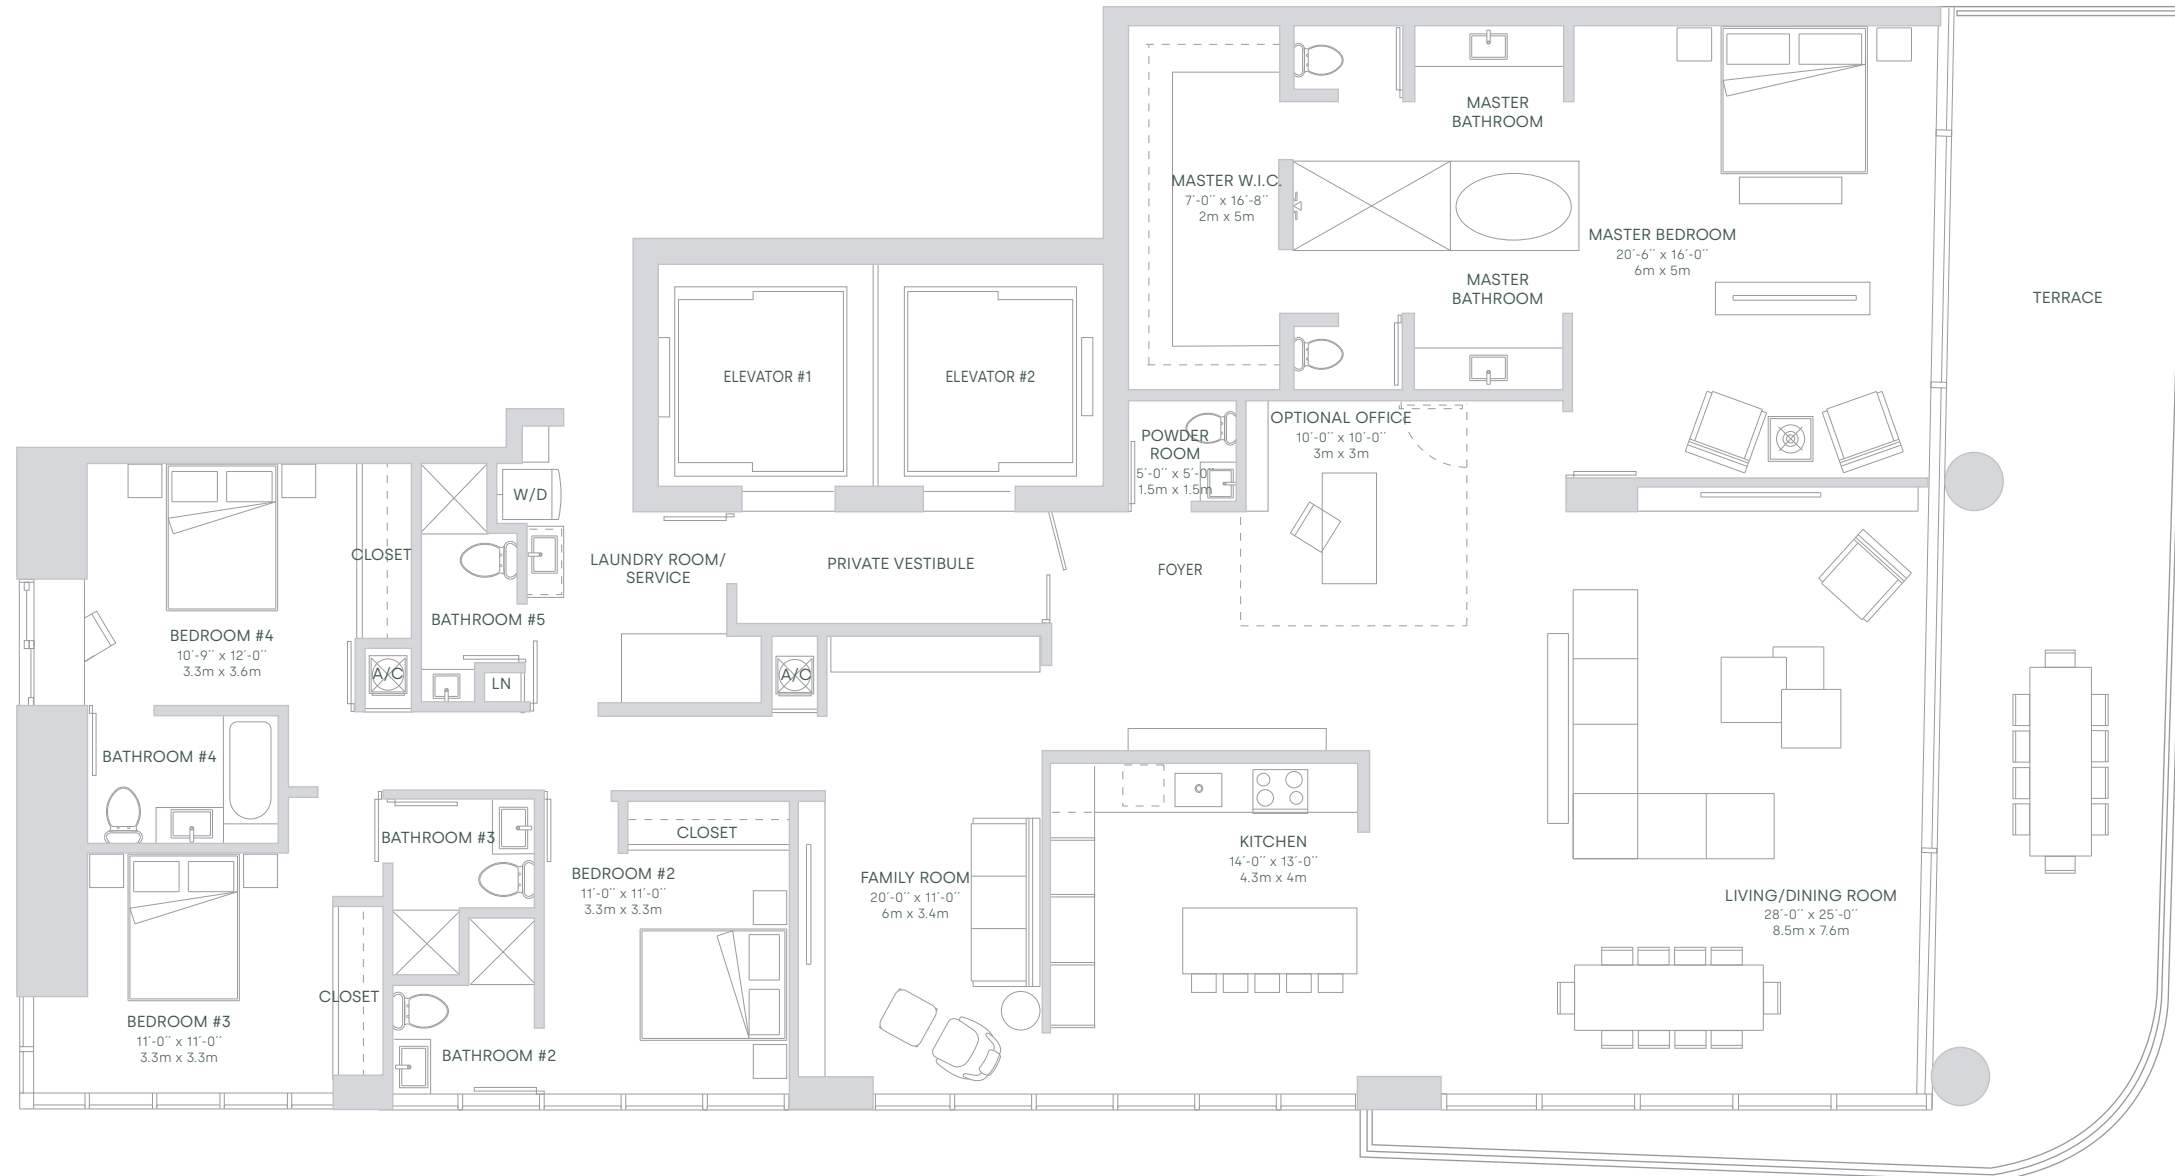 MASTER
BATHROOM
MASTER W.I.C.
7´-0´´ x 16´-8´´
2m x 5m
MASTER BEDROOM
20´-6´´ x 16´-0´´
6m x 5m
MASTER
BATHROOM
TERRACE
ELEVATOR #1
ELEVATOR #2
OPTIONAL OFFICE
10´-0´´ x 10´-0´´
3m x 3m
POWDER
ROOM
5´-0´´ x 5´-0´´
1.5m x 1.5m
W/D
CLOSET
LAUNDRY ROOM/
SERVICE
PRIVATE VESTIBULE
FOYER
BATHROOM #5
BEDROOM #4
10´-9´´ x 12´-0´´
3.3m x 3.6m
A/C
LN
A/C
BATHROOM #4
BATHROOM #3
CLOSET
KITCHEN
14´-0´´ x 13´-0´´
4.3m x 4m
BEDROOM #2
11´-0´´ x 11´-0´´
3.3m x 3.3m
FAMILY ROOM
20´-0´´ x 11´-0´´
6m x 3.4m
LIVING/DINING ROOM
28´-0´´ x 25´-0´´
8.5m x 7.6m
CLOSET
BEDROOM #3
11´-0´´ x 11´-0´´
3.3m x 3.3m
BATHROOM #2